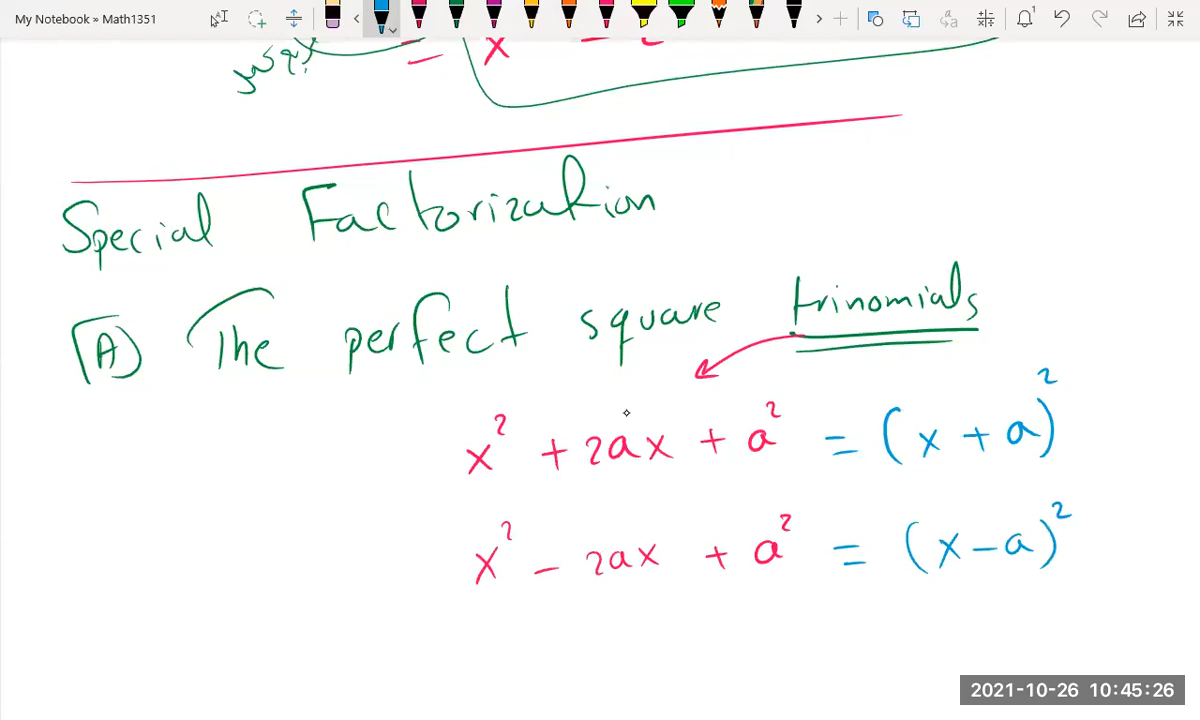 My Notebook » Math1351
= x -
Special Factorization
(A) The perfect square trinomials
x² + 2ax + a² = (x + a)²
x² - 2ax + a² = (x - a)²
2021-10-26 10:45:26